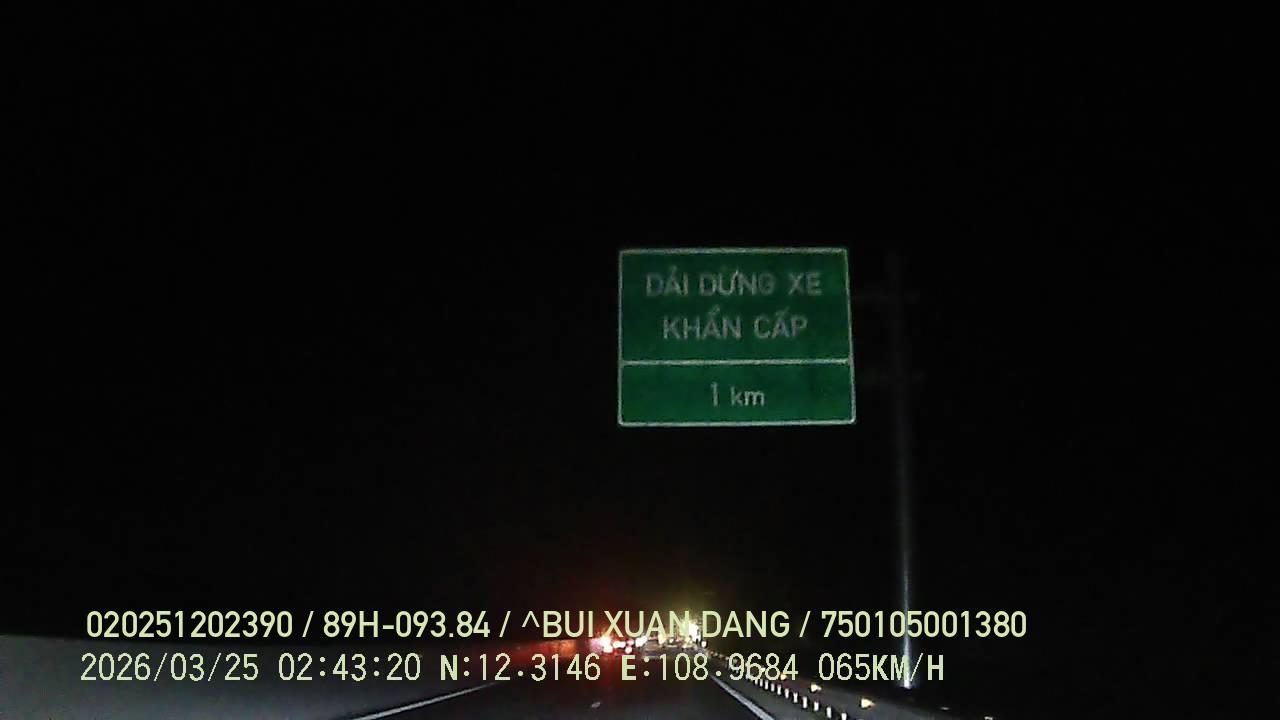 DẢI DỪNG XE
KHẨN CẤP
1 km
020251202390 / 89H-093.84 / ^BUI XUAN DANG / 750105001380
2026/03/25 02:43:20 N:12.3146 E:108.9684 065KM/H